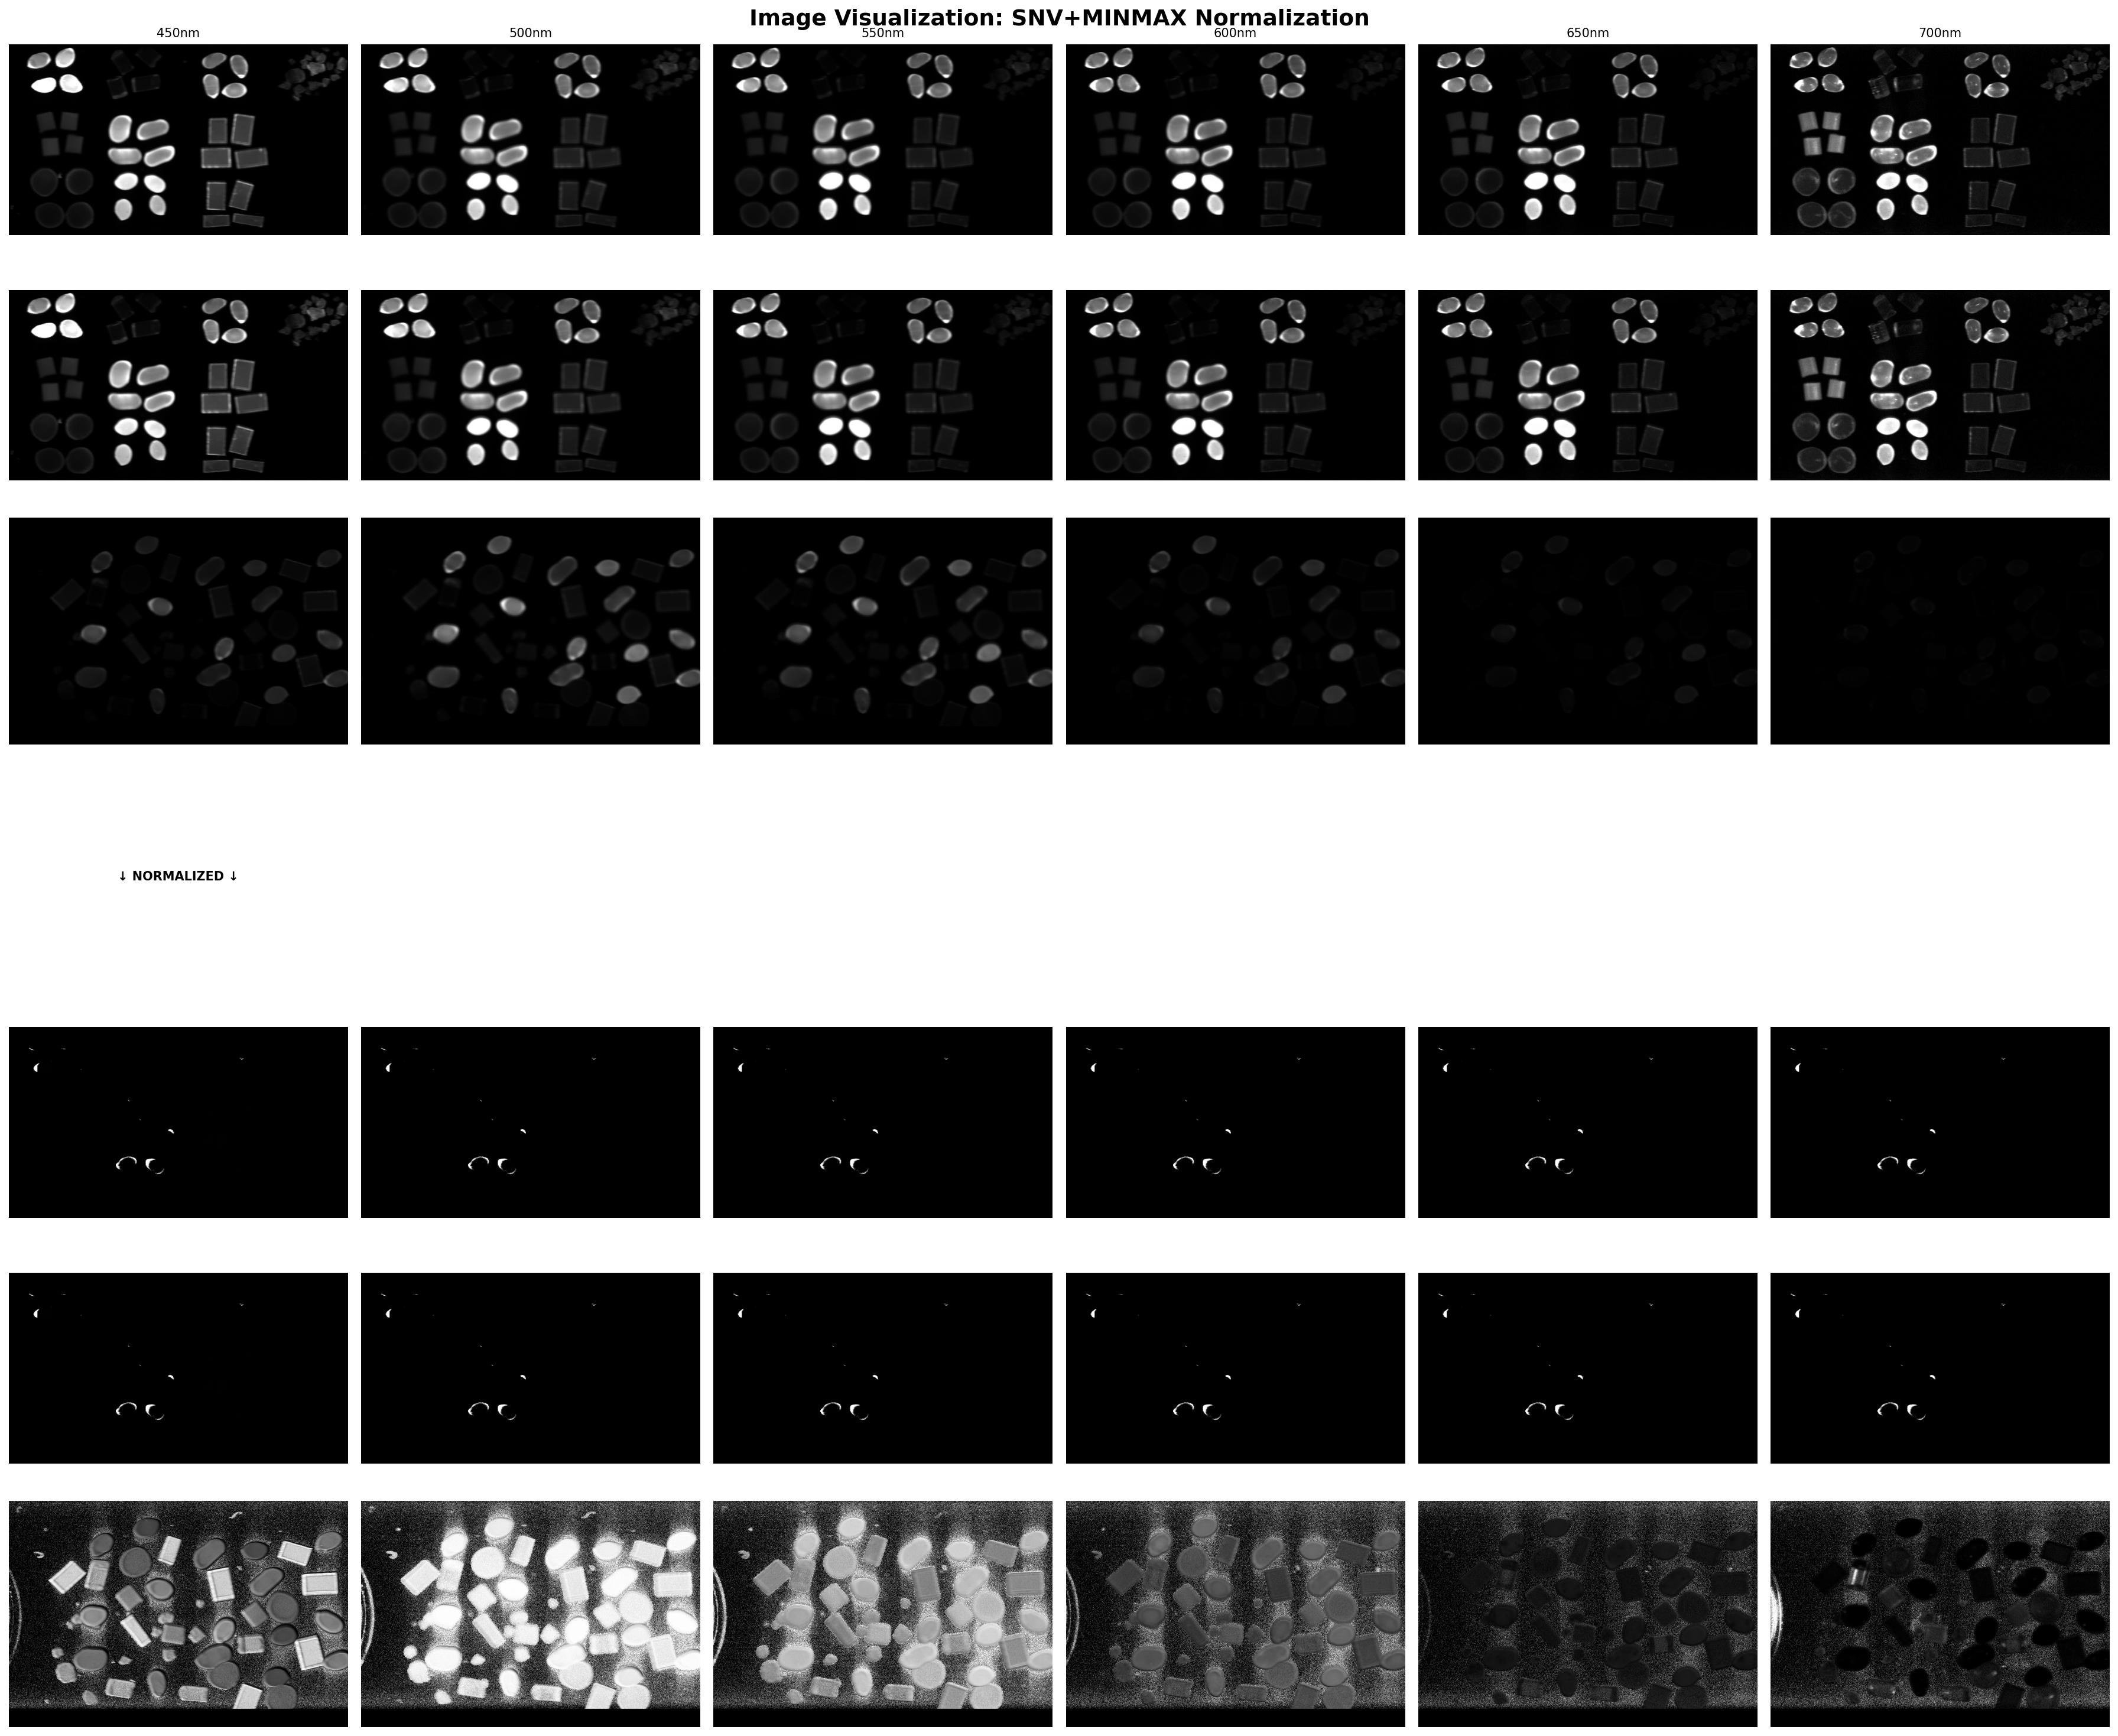 Image Visualization: SNV+MINMAX Normalization
450nm 500nm 550nm 600nm 650nm 700nm
↓ NORMALIZED ↓